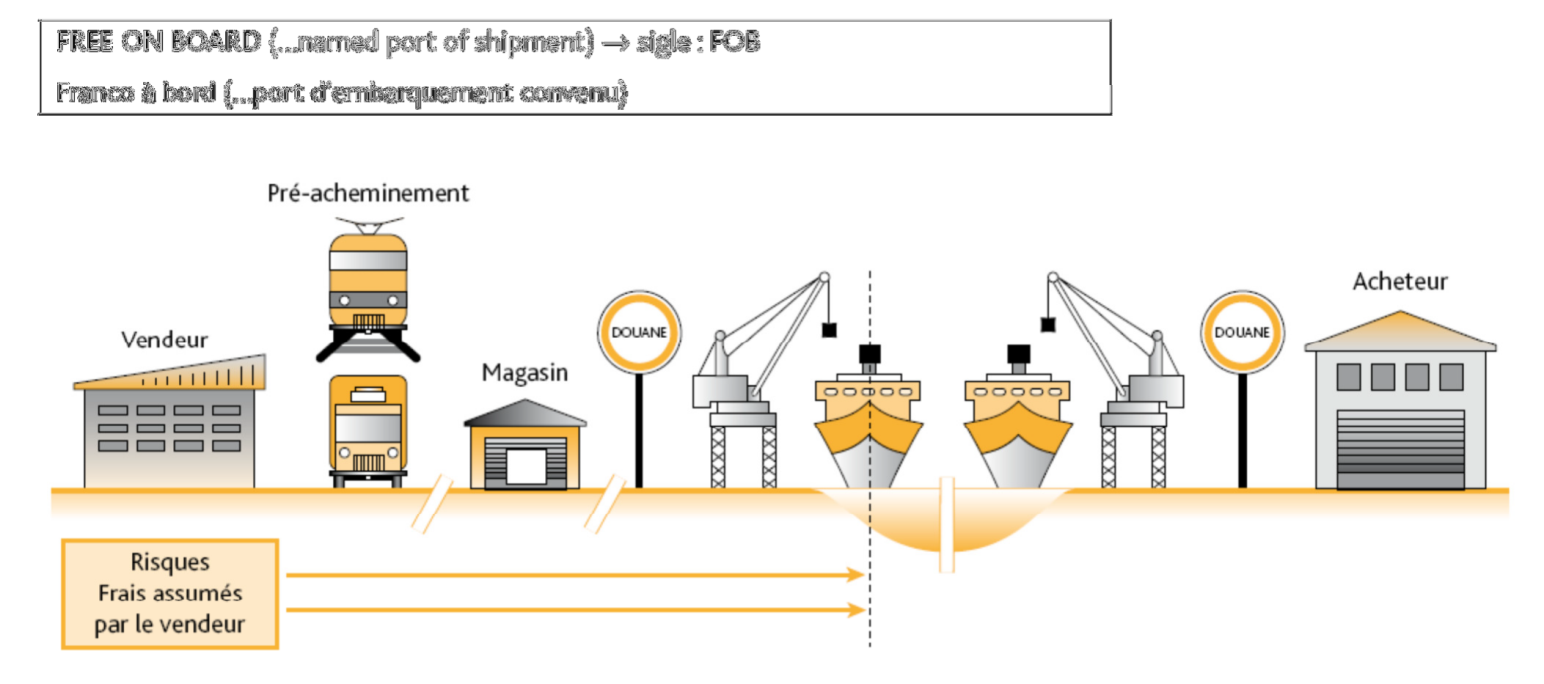 FREE ON BOARD (...named port of shipment) → sigle : FOB
Franco à bord (...port d'embarquement convenu)
Pré-acheminement
Vendeur
Magasin
DOUANE
DOUANE
Acheteur
Risques
Frais assumés
par le vendeur